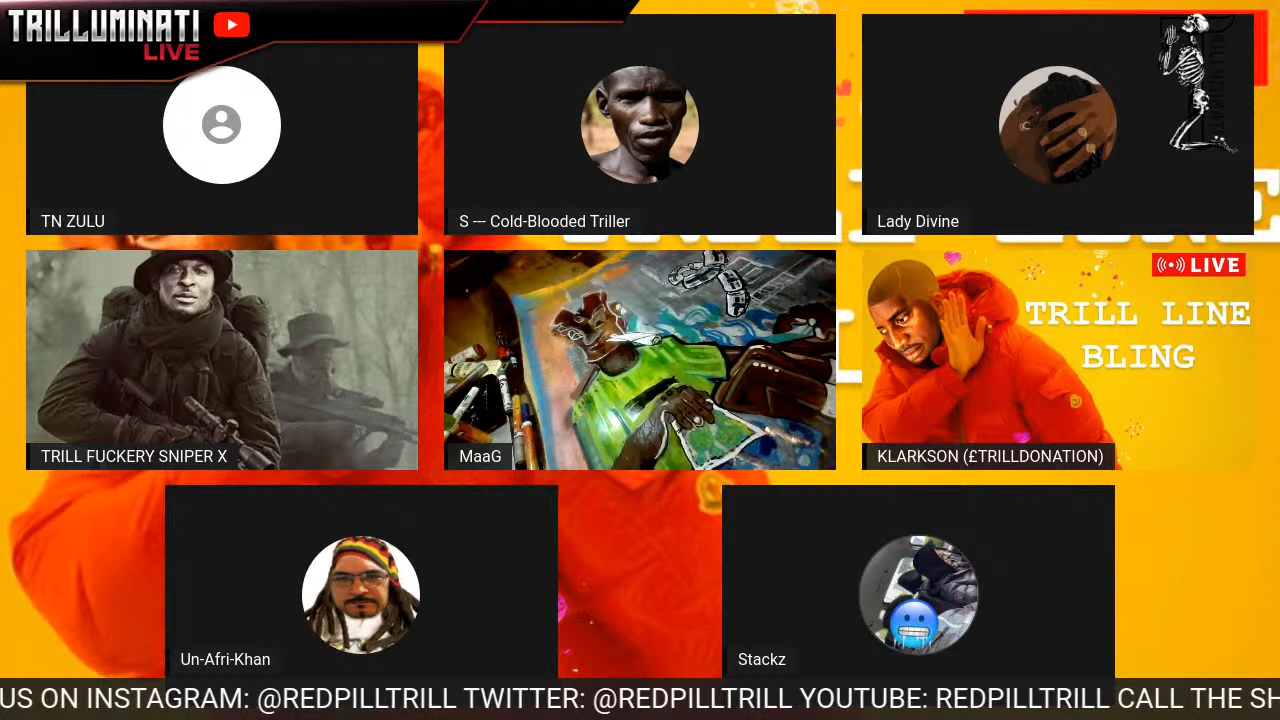 TRILLUMINATI
LIVE
TN ZULU
S --- Cold-Blooded Triller
Lady Divine
LIVE
TRILL LINE
BLING
TRILL FUCKERY SNIPER X
MaaG
KLARKSON (£TRILLDONATION)
Un-Afri-Khan
Stackz
US ON INSTAGRAM: @REDPILLTRILL TWITTER: @REDPILLTRILL YOUTUBE: REDPILLTRILL CALL THE SH